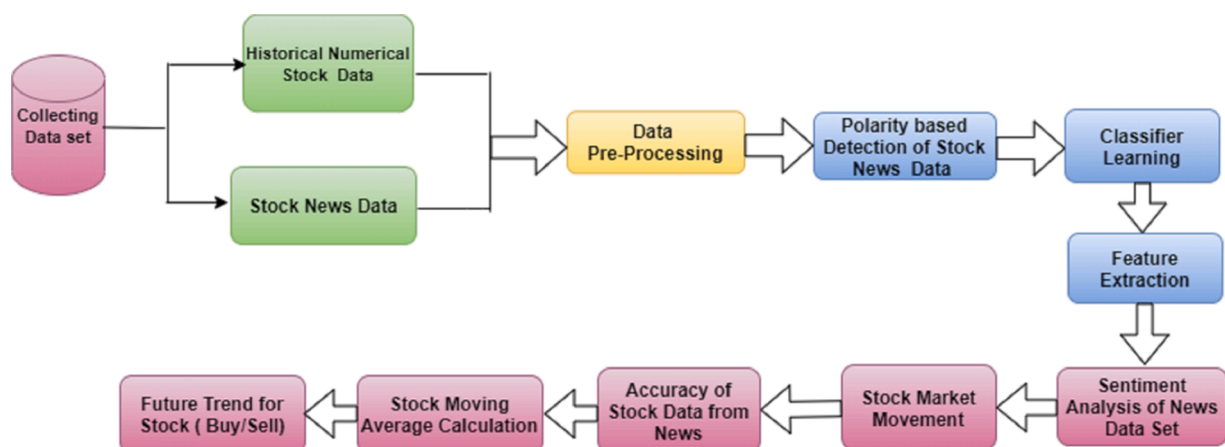 Collecting
Data set
Historical Numerical
Stock Data
Stock News Data
Data
Pre-Processing
Polarity based
Detection of Stock
News Data
Classifier
Learning
Feature
Extraction
Sentiment
Analysis of News
Data Set
Stock Market
Movement
Accuracy of
Stock Data from
News
Stock Moving
Average Calculation
Future Trend for
Stock ( Buy/Sell)